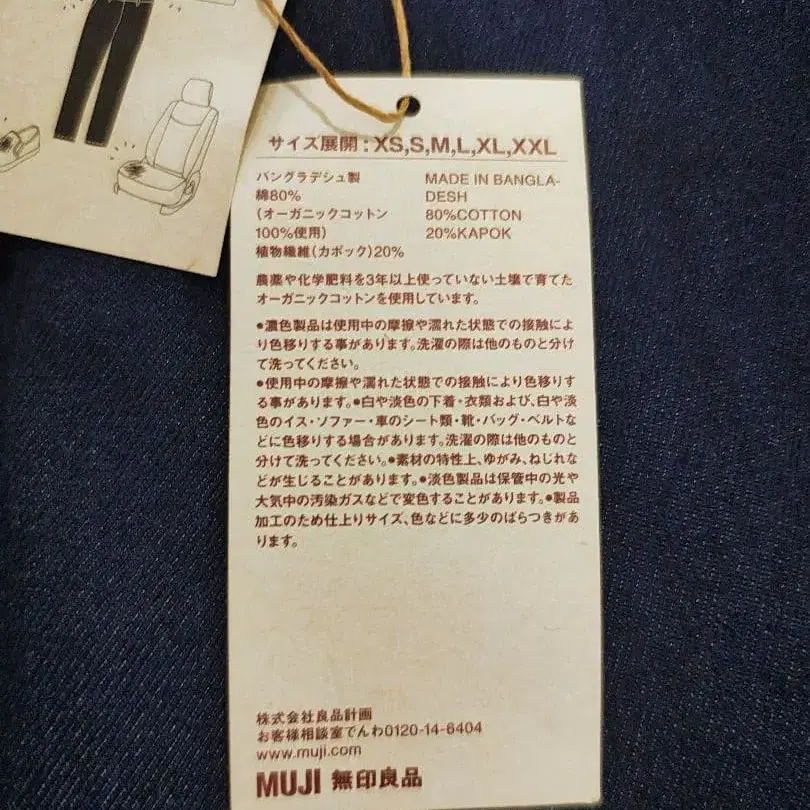 サイズ展開：XS,S,M,L,XL,XXL
バングラデシュ製
綿80%
（オーガニックコットン
100%使用）
植物繊維（カポック）20%
MADE IN BANGLA-
DESH
80%COTTON
20%KAPOK
農薬や化学肥料を3年以上使っていない土壌で育てた
オーガニックコットンを使用しています。
●濃色製品は使用中の摩擦や濡れた状態での接触によ
り色移りする事があります。洗濯の際は他のものと分け
て洗ってください。
●使用中の摩擦や濡れた状態での接触により色移りす
る事があります。●白や淡色の下着・衣類および、白や淡
色のイス・ソファー・車のシート類・靴・バッグ・ベルトな
どに色移りする場合があります。洗濯の際は他のものと
分けて洗ってください。●素材の特性上、ゆがみ、ねじれな
どが生じることがあります。●淡色製品は保管中の光や
大気中の汚染ガスなどで変色することがあります。●製品
加工のため仕上りサイズ、色などに多少のばらつきがあ
ります。
株式会社良品計画
お客様相談室でんわ0120-14-6404
www.muji.com
MUJI 無印良品